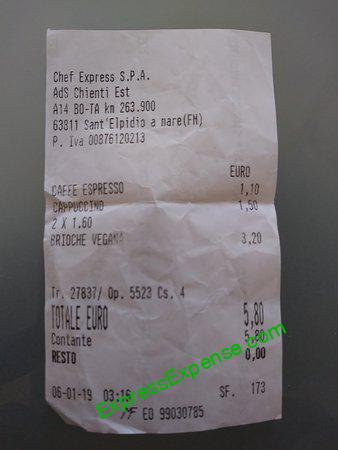 Chef Express S.P.A.
AdS Chienti Est
A14 BO-TA km 263.900
63811 Sant'Elpidio a mare(FM)
P. Iva 00876120213
EURO
CAFFE ESPRESSO 1,10
CAPPUCCINO 1,50
2 X 1.60
BRIOCHE VEGANA 3,20
Tr. 27837/ Op. 5523 Cs. 4
TOTALE EURO 5,80
Contante 5,80
RESTO 0,00
06-01-19 03:16 SF. 173
MF EO 99030785
ExpressExpense.com